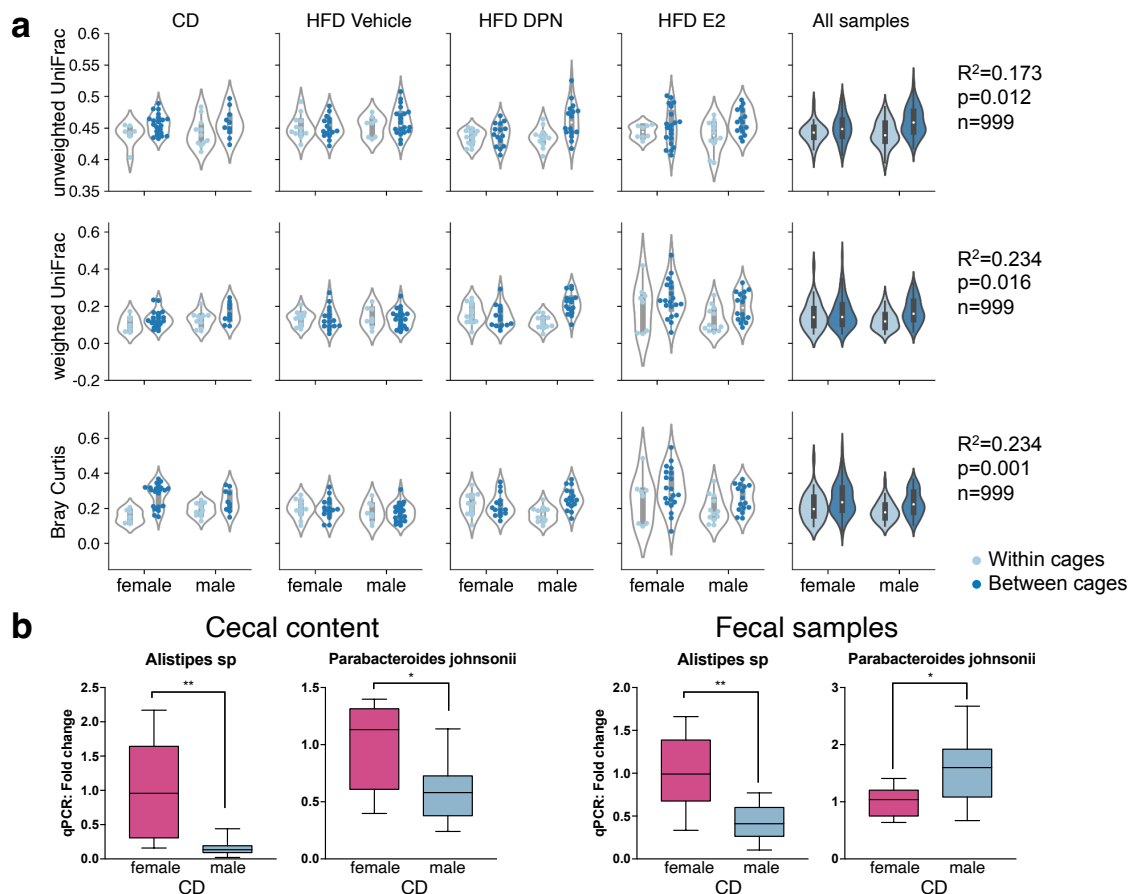 a
CD
HFD Vehicle
HFD DPN
HFD E2
All samples
unweighted UniFrac
0.6
0.5
0.45
0.4
0.35
R²=0.173
p=0.012
n=999
weighted UniFrac
0.6
0.4
0.2
0.0
-0.2
R²=0.234
p=0.016
n=999
Bray Curtis
0.6
0.4
0.2
0.0
R²=0.234
p=0.001
n=999
female male
female male
female male
female male
female male
Within cages
Between cages
b
Cecal content
Fecal samples
Alistipes sp
qPCR: Fold change
2.5
2.0
1.5
1.0
0.5
0.0
**
female male
CD
Parabacteroides johnsonii
1.5
1.0
0.5
0.0
*
female male
CD
Alistipes sp
qPCR: Fold change
2.0
1.5
1.0
0.5
0.0
**
female male
CD
Parabacteroides johnsonii
3
2
1
0
*
female male
CD